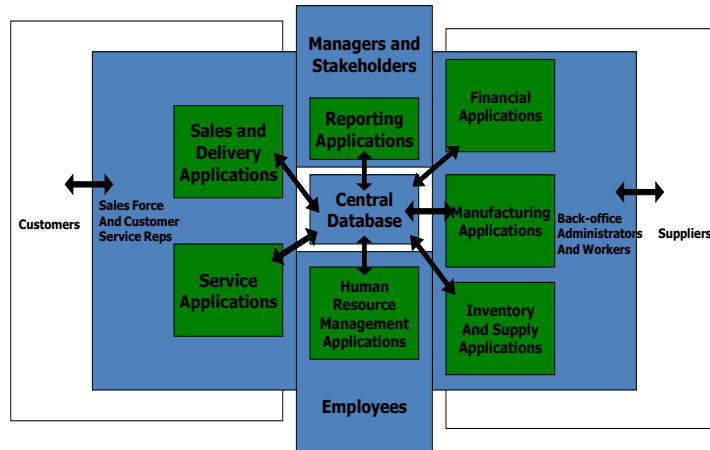 Managers and
Stakeholders
Reporting
Applications
Financial
Applications
Sales and
Delivery
Applications
Customers
Sales Force
And Customer
Service Reps
Central
Database
Manufacturing
Applications
Back-office
Administrators
And Workers
Suppliers
Service
Applications
Human
Resource
Management
Applications
Inventory
And Supply
Applications
Employees